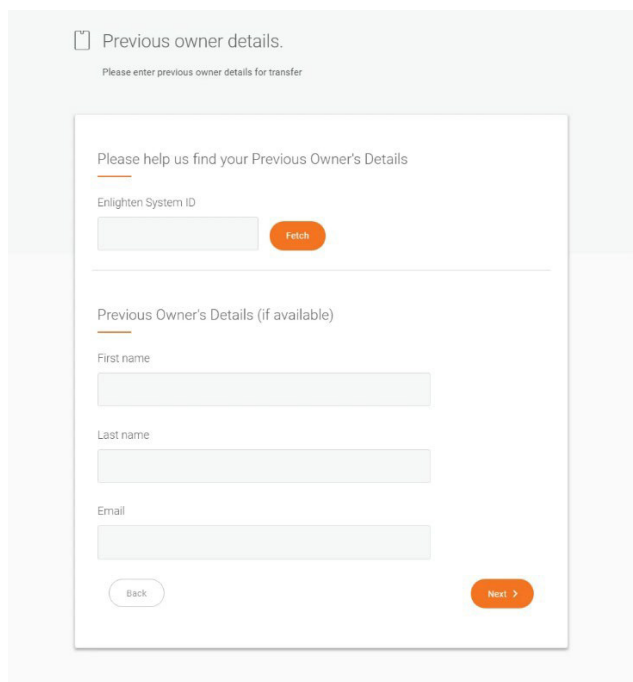 Previous owner details.
Please enter previous owner details for transfer
Please help us find your Previous Owner's Details
Enlighten System ID
Fetch
Previous Owner's Details (if available)
First name
Last name
Email
Back
Next